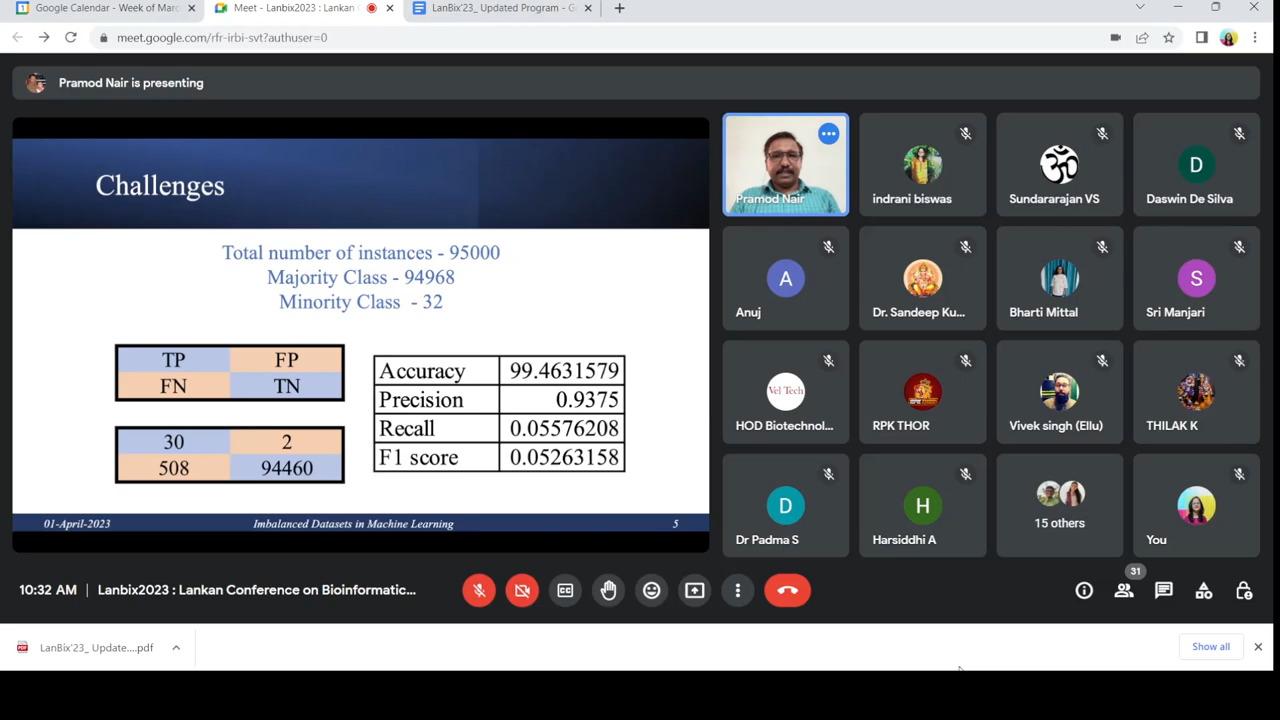 Google Calendar - Week of Marc
Meet - Lanbix2023 : Lankan C
LanBix'23_ Updated Program - G
meet.google.com/rfr-irbi-svt?authuser=0
Pramod Nair is presenting
Challenges
Total number of instances - 95000
Majority Class - 94968
Minority Class - 32
TP FP
FN TN
30 2
508 94460
Accuracy 99.4631579
Precision 0.9375
Recall 0.05576208
F1 score 0.05263158
01-April-2023 Imbalanced Datasets in Machine Learning 5
Pramod Nair
indrani biswas
Sundararajan VS
D
Daswin De Silva
A
Anuj
Dr. Sandeep Ku...
Bharti Mittal
S
Sri Manjari
Vel Tech
HOD Biotechnol...
RPK THOR
Vivek singh (Ellu)
THILAK K
D
Dr Padma S
H
Harsiddhi A
15 others
You
10:32 AM | Lanbix2023 : Lankan Conference on Bioinformatic...
31
PDF
LanBix'23_ Update....pdf
Show all